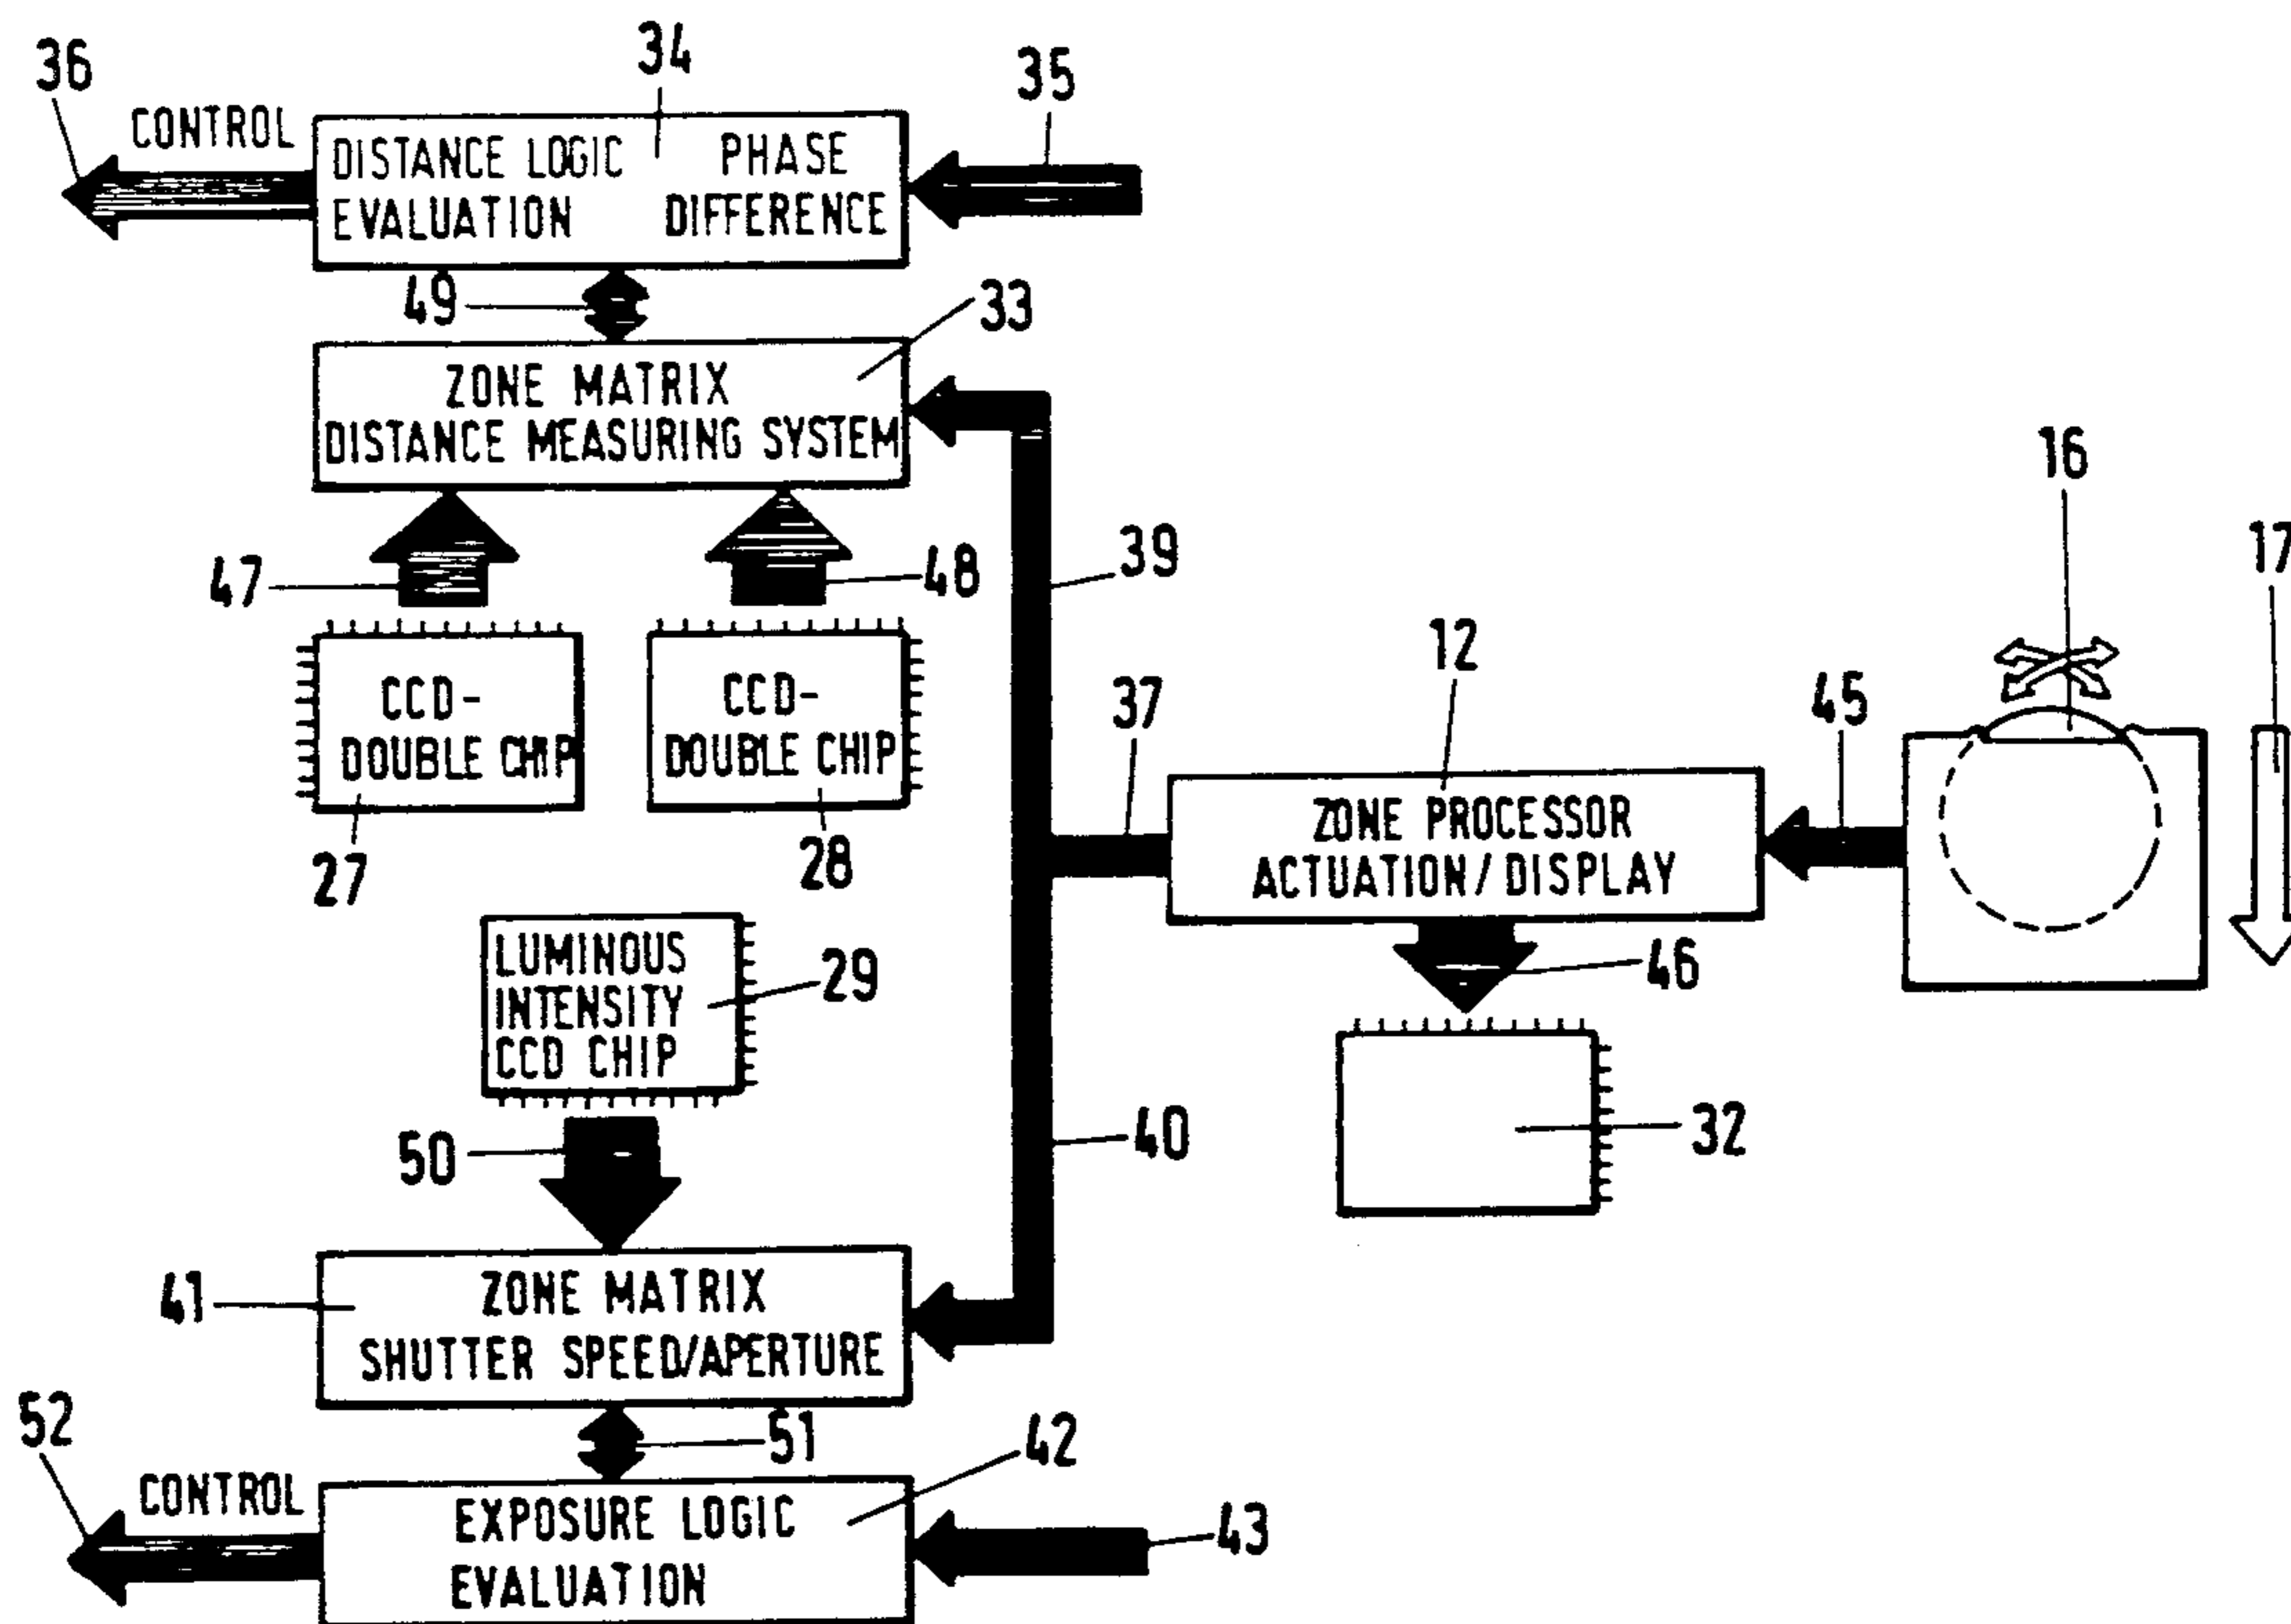 36
CONTROL
34
35
DISTANCE LOGIC
EVALUATION
PHASE
DIFFERENCE
49
33
ZONE MATRIX
DISTANCE MEASURING SYSTEM
47
48
39
16
17
CCD-
DOUBLE CHIP
27
CCD-
DOUBLE CHIP
28
37
12
45
ZONE PROCESSOR
ACTUATION/DISPLAY
46
32
LUMINOUS
INTENSITY
CCD CHIP
29
50
40
41
ZONE MATRIX
SHUTTER SPEED/APERTURE
51
52
CONTROL
42
EXPOSURE LOGIC
EVALUATION
43